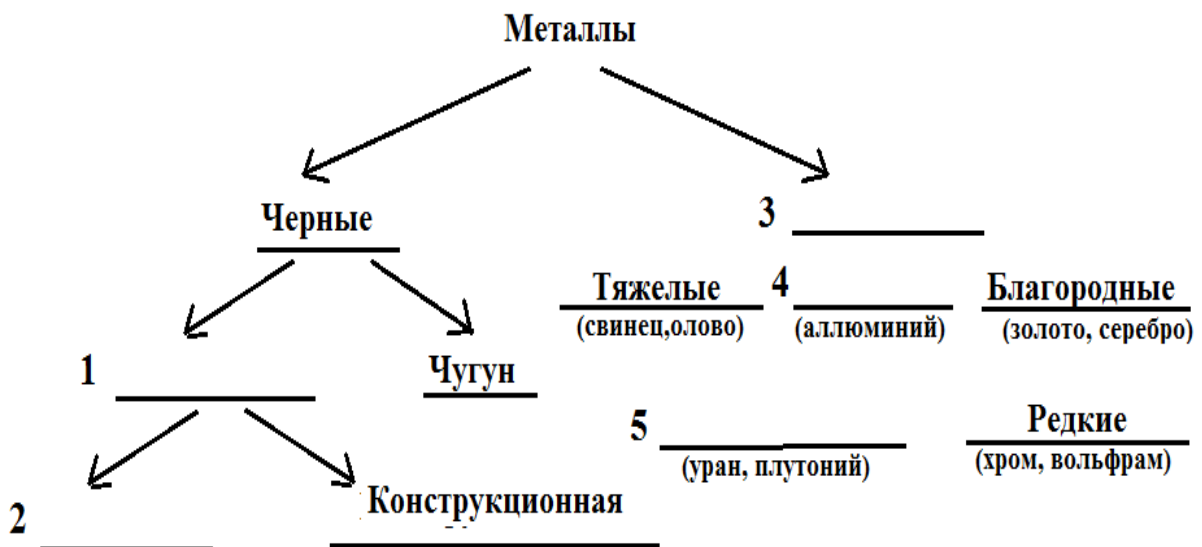 Металлы
Черные
3
Тяжелые 4 Благородные
(свинец,олово) (аллюминий) (золото, серебро)
1 Чугун
5 Редкие
(уран, плутоний) (хром, вольфрам)
Конструкционная
2